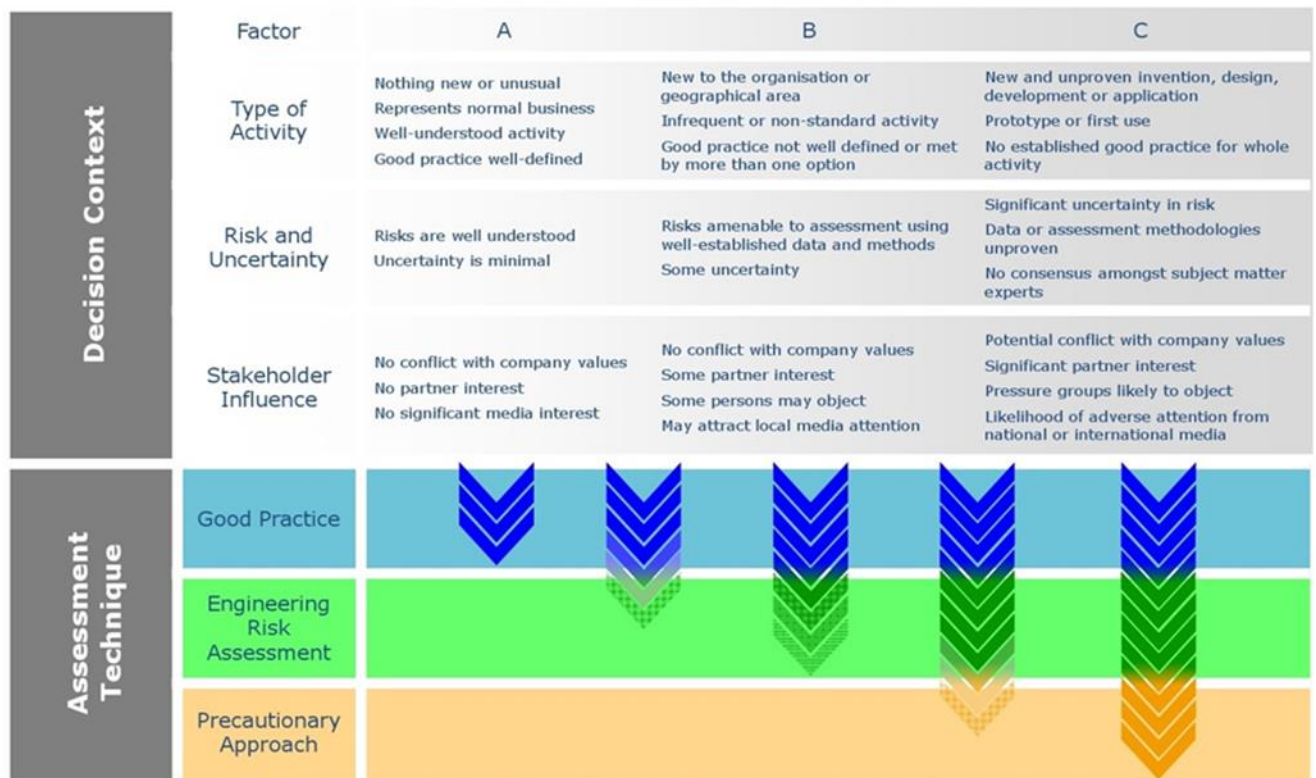 Decision Context
Factor
A
B
C
Type of
Activity
Nothing new or unusual
Represents normal business
Well-understood activity
Good practice well-defined
New to the organisation or
geographical area
Infrequent or non-standard activity
Good practice not well defined or met
by more than one option
New and unproven invention, design,
development or application
Prototype or first use
No established good practice for whole
activity
Risk and
Uncertainty
Risks are well understood
Uncertainty is minimal
Risks amenable to assessment using
well-established data and methods
Some uncertainty
Significant uncertainty in risk
Data or assessment methodologies
unproven
No consensus amongst subject matter
experts
Stakeholder
Influence
No conflict with company values
No partner interest
No significant media interest
No conflict with company values
Some partner interest
Some persons may object
May attract local media attention
Potential conflict with company values
Significant partner interest
Pressure groups likely to object
Likelihood of adverse attention from
national or international media
Assessment
Technique
Good Practice
Engineering
Risk
Assessment
Precautionary
Approach